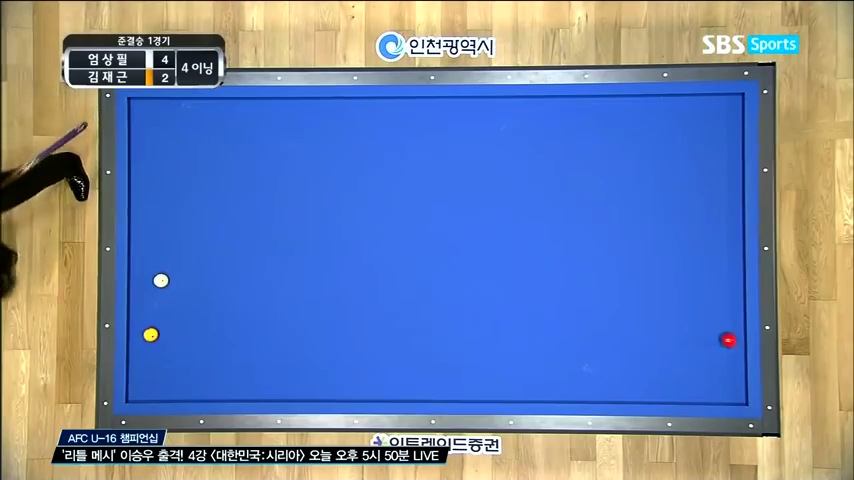 준결승 1경기
엄상필 4
김재근 2
4 이닝
인천광역시
SBS Sports
이트레이드증권
AFC U-16 챔피언십
'리틀 메시' 이승우 출격! 4강 <대한민국:시리아> 오늘 오후 5시 50분 LIVE